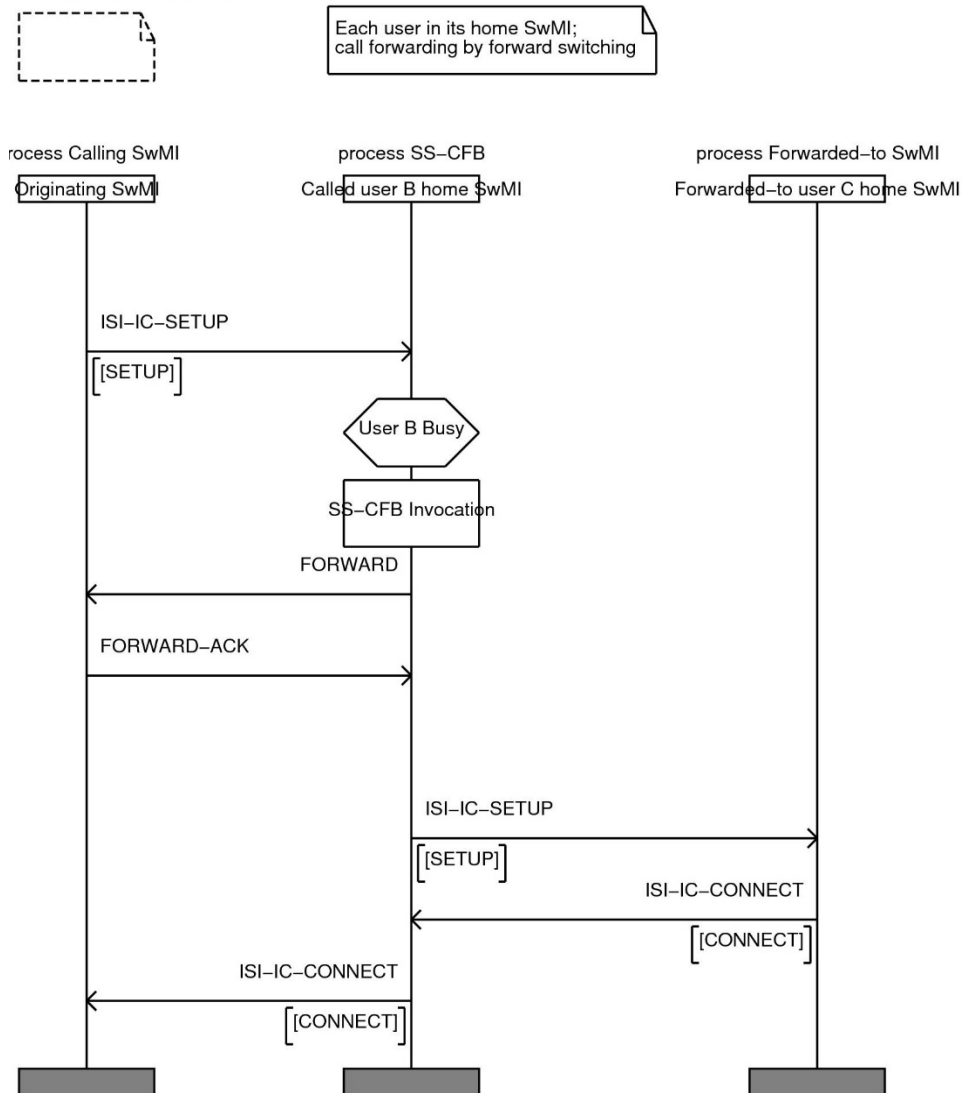 Each user in its home SwMI;
call forwarding by forward switching
rocess Calling SwMI
process SS-CFB
process Forwarded-to SwMI
Originating SwMI
Called user B home SwMI
Forwarded-to user C home SwMI
ISI-IC-SETUP
[SETUP]
User B Busy
SS-CFB Invocation
FORWARD
FORWARD-ACK
ISI-IC-SETUP
[SETUP]
ISI-IC-CONNECT
[CONNECT]
ISI-IC-CONNECT
[CONNECT]